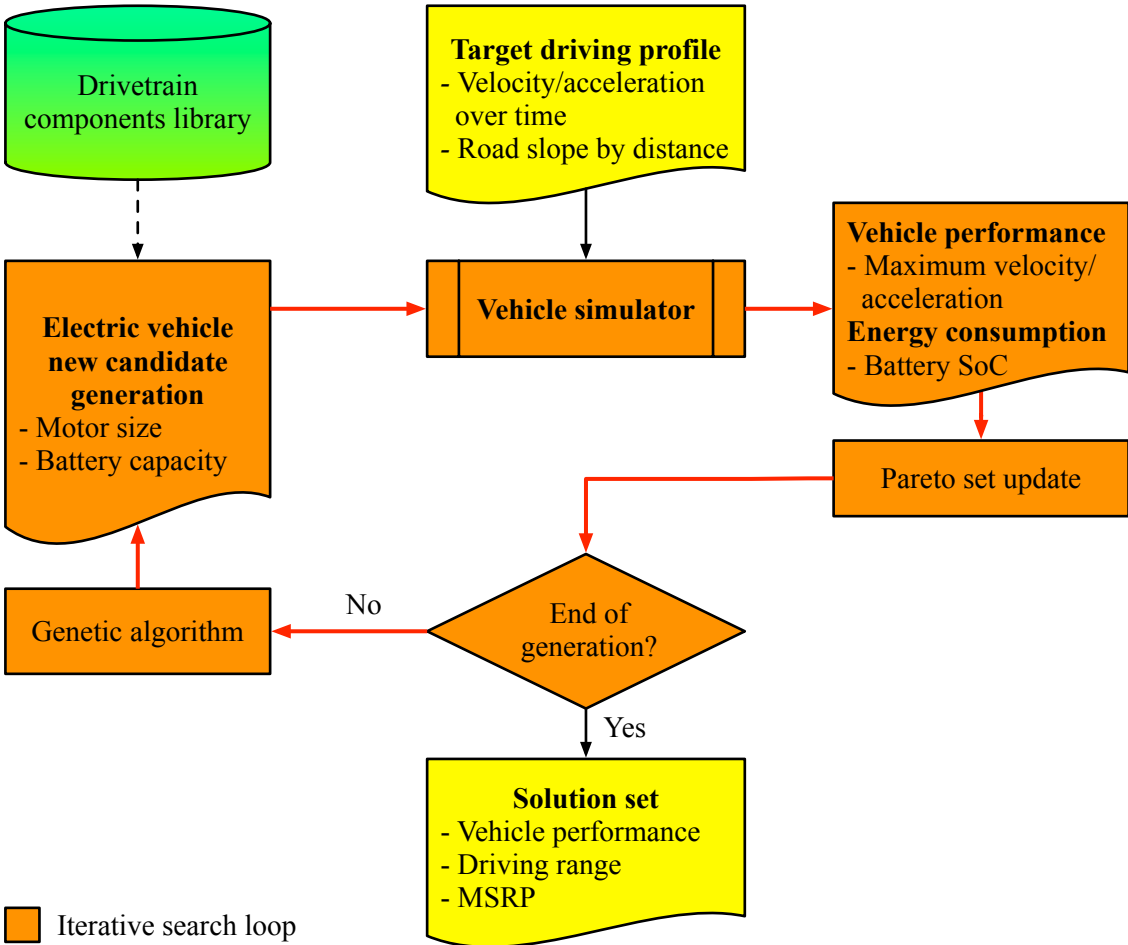 Drivetrain
components library
Target driving profile
- Velocity/acceleration
over time
- Road slope by distance
Electric vehicle
new candidate
generation
- Motor size
- Battery capacity
Vehicle simulator
Vehicle performance
- Maximum velocity/
acceleration
Energy consumption
- Battery SoC
Pareto set update
End of
generation?
No
Genetic algorithm
Yes
Solution set
- Vehicle performance
- Driving range
- MSRP
Iterative search loop